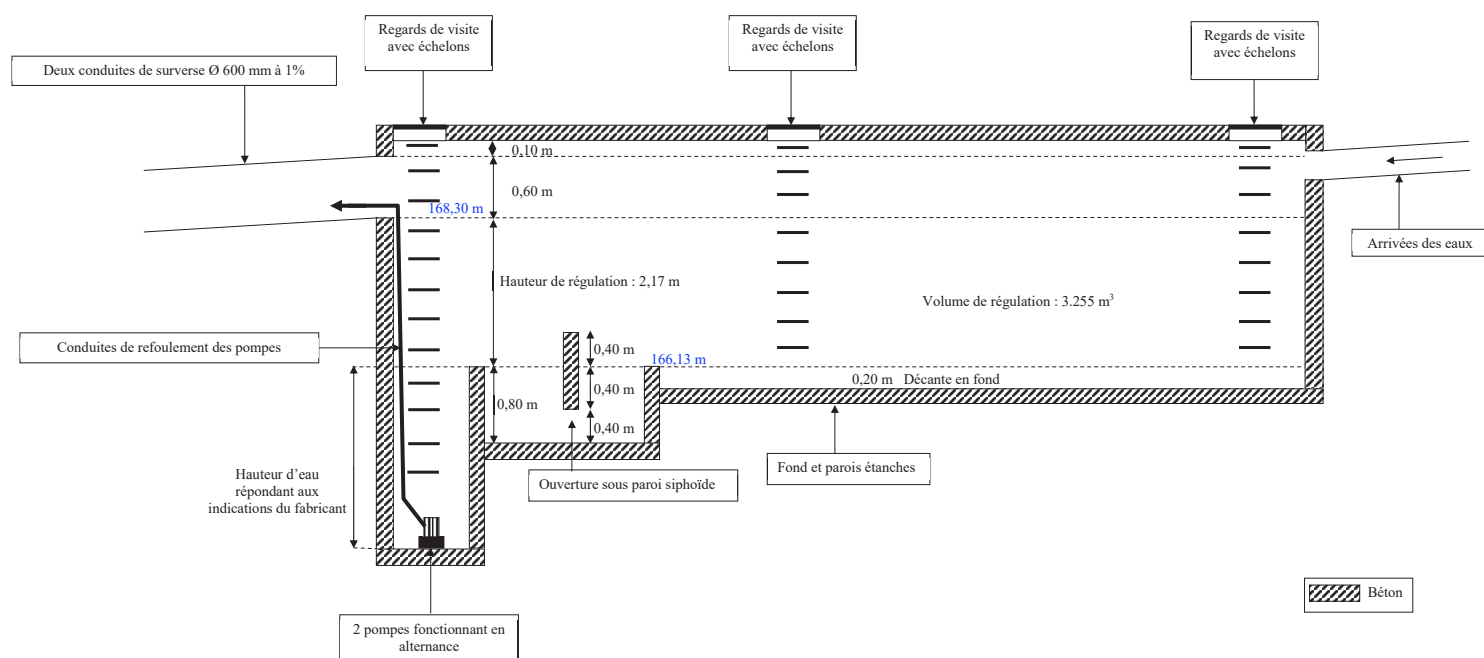 Regards de visite
avec échelons
Regards de visite
avec échelons
Regards de visite
avec échelons
Deux conduites de surverse Ø 600 mm à 1%
0,10 m
0,60 m
168,30 m
Arrivées des eaux
Hauteur de régulation : 2,17 m
Volume de régulation : 3.255 m³
Conduites de refoulement des pompes
0,40 m
166,13 m
0,20 m Décante en fond
0,40 m
0,80 m
0,40 m
Fond et parois étanches
Hauteur d’eau
répondant aux
indications du fabricant
Ouverture sous paroi siphoïde
Béton
2 pompes fonctionnant en
alternance